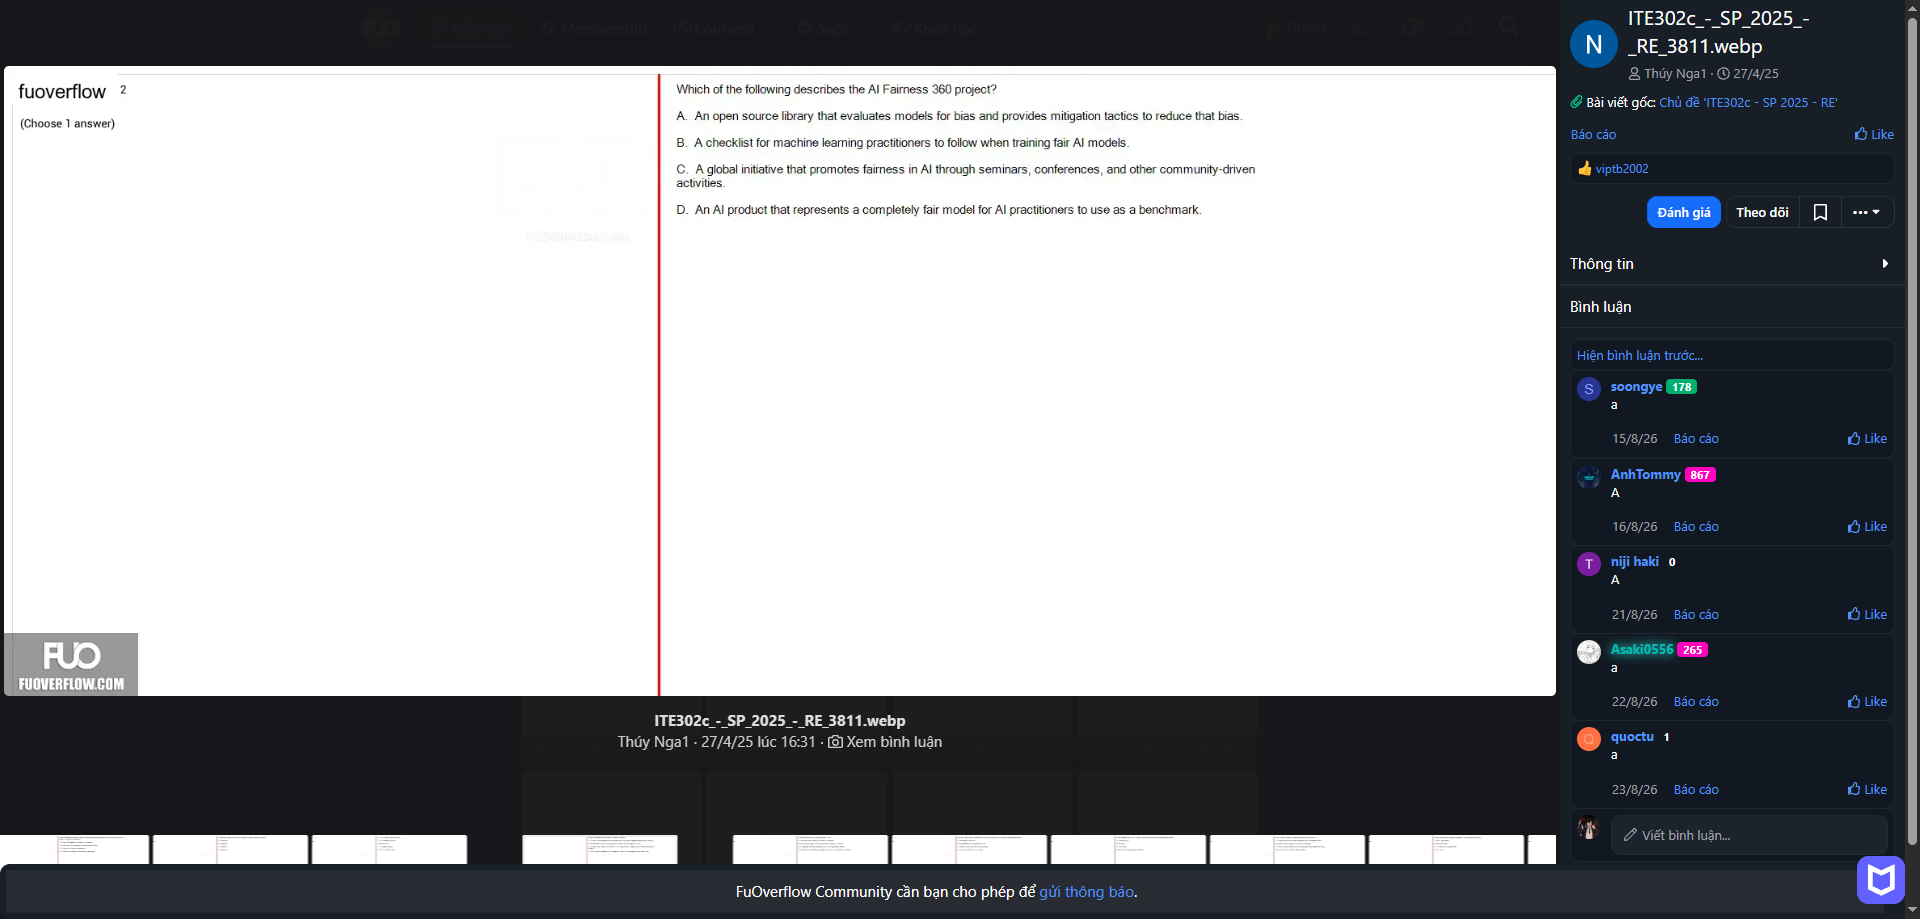 Membership
Coursera
Torest
fuoverflow 2
(Choose 1 answer)
Which of the following describes the AI Fairness 360 project?
A. An open source library that evaluates models for bias and provides mitigation tactics to reduce that bias.
B. A checklist for machine learning practitioners to follow when training fair AI models.
C. A global initiative that promotes fairness in AI through seminars, conferences, and other community-driven
activities.
D. An AI product that represents a completely fair model for AI practitioners to use as a benchmark.
FUO
FUOVERFLOW.COM
ITE302c_-_SP_2025_-_RE_3811.webp
Thúy Nga1 · 27/4/25 lúc 16:31 · Xem bình luận
FuOverflow Community cần bạn cho phép để gửi thông báo.
N
ITE302c_-_SP_2025_-
_RE_3811.webp
Thúy Nga1 · 27/4/25
Bài viết gốc: Chủ đề 'ITE302c - SP 2025 - RE'
Báo cáo Like
viptb2002
Đánh giá Theo dõi
Thông tin
Bình luận
Hiện bình luận trước...
S soongye 178
a
15/8/26 Báo cáo Like
AnhTommy 867
A
16/8/26 Báo cáo Like
T niji haki 0
A
21/8/26 Báo cáo Like
Asaki0556 265
a
22/8/26 Báo cáo Like
Q quoctu 1
a
23/8/26 Báo cáo Like
Viết bình luận...